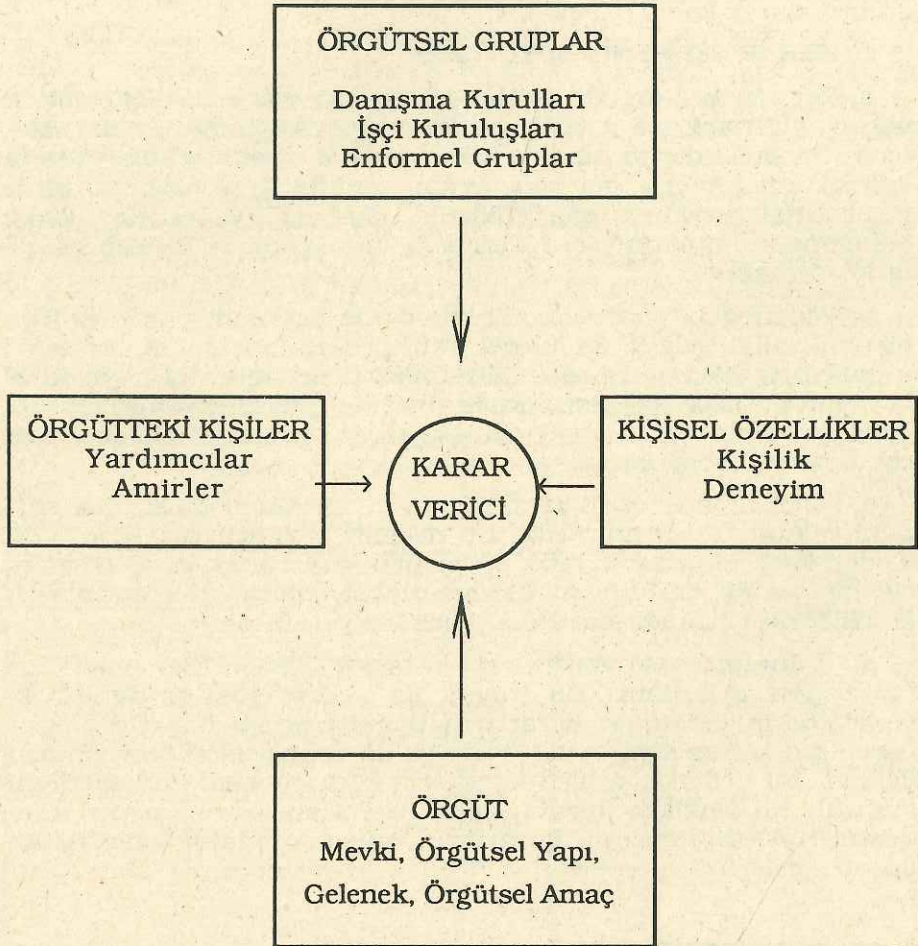 ÖRGÜTSEL GRUPLAR
Danışma Kurulları
İşçi Kuruluşları
Enformel Gruplar
ÖRGÜTTEKİ KİŞİLER
Yardımcılar
Amirler
KARAR
VERİCİ
KİŞİSEL ÖZELLİKLER
Kişilik
Deneyim
ÖRGÜT
Mevki, Örgütsel Yapı,
Gelenek, Örgütsel Amaç